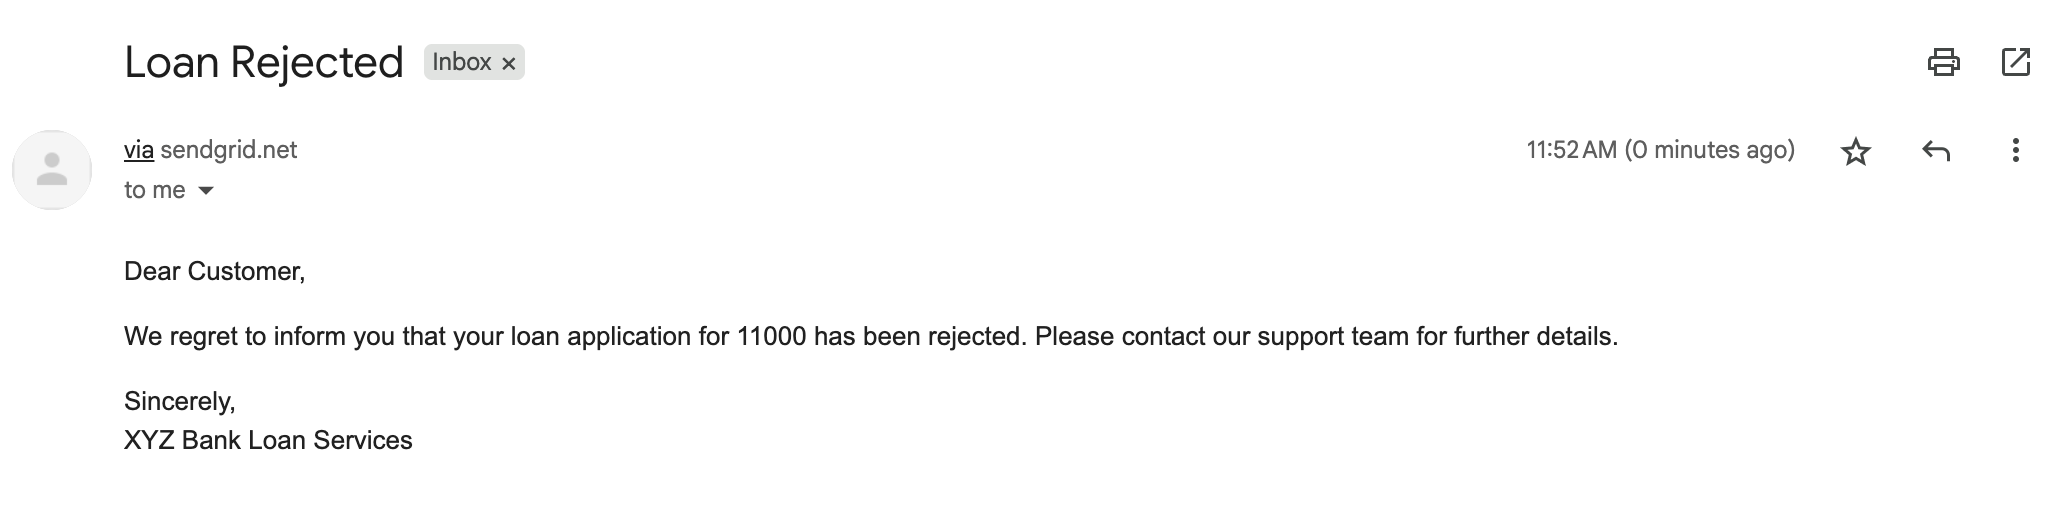 Loan Rejected Inbox ×
via sendgrid.net 11:52 AM (0 minutes ago)
to me
Dear Customer,
We regret to inform you that your loan application for 11000 has been rejected. Please contact our support team for further details.
Sincerely,
XYZ Bank Loan Services